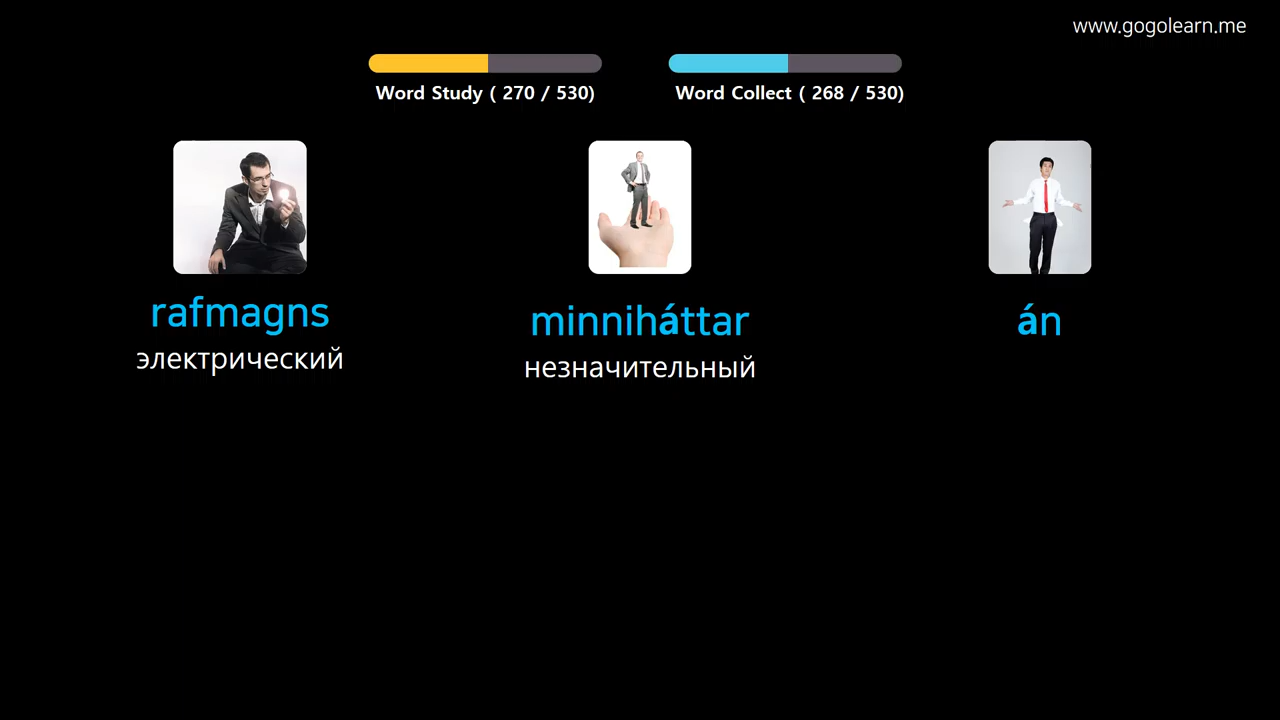 www.gogolearn.me
Word Study ( 270 / 530)
Word Collect ( 268 / 530)
rafmagns
электрический
minniháttar
незначительный
án